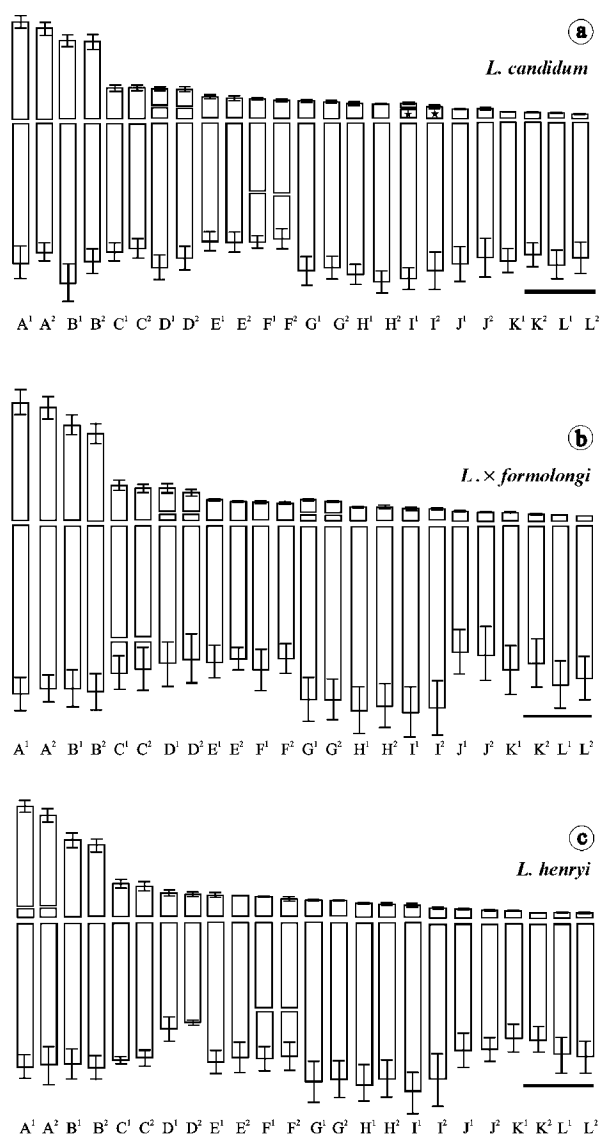 a
L. candidum
A¹ A² B¹ B² C¹ C² D¹ D² E¹ E² F¹ F² G¹ G² H¹ H² I¹ I² J¹ J² K¹ K² L¹ L²
b
L. × formolongi
A¹ A² B¹ B² C¹ C² D¹ D² E¹ E² F¹ F² G¹ G² H¹ H² I¹ I² J¹ J² K¹ K² L¹ L²
c
L. henryi
A¹ A² B¹ B² C¹ C² D¹ D² E¹ E² F¹ F² G¹ G² H¹ H² I¹ I² J¹ J² K¹ K² L¹ L²